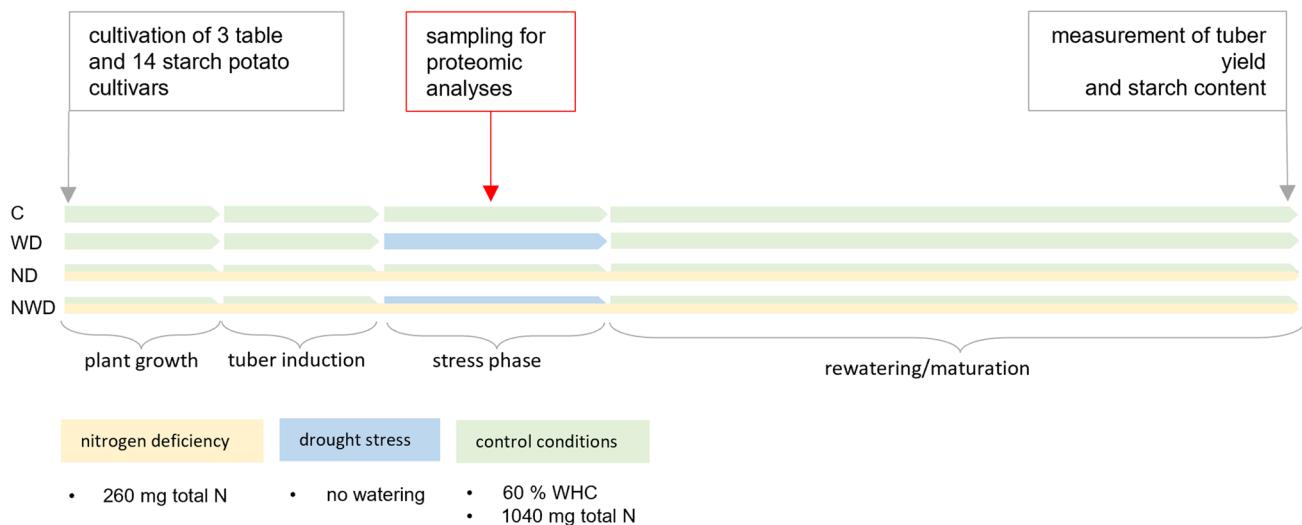 cultivation of 3 table
and 14 starch potato
cultivars
sampling for
proteomic
analyses
measurement of tuber
yield
and starch content
C
WD
ND
NWD
plant growth
tuber induction
stress phase
rewatering/maturation
nitrogen deficiency
drought stress
control conditions
• 260 mg total N
• no watering
• 60 % WHC
• 1040 mg total N